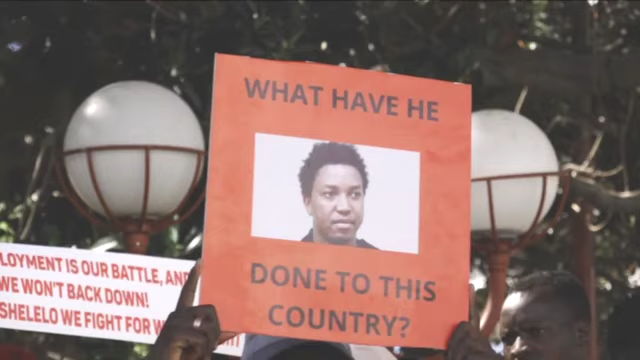 WHAT HAVE HE
DONE TO THIS
COUNTRY?
LOYMENT IS OUR BATTLE, AND
WE WON'T BACK DOWN!
SHELELO WE FIGHT FOR W